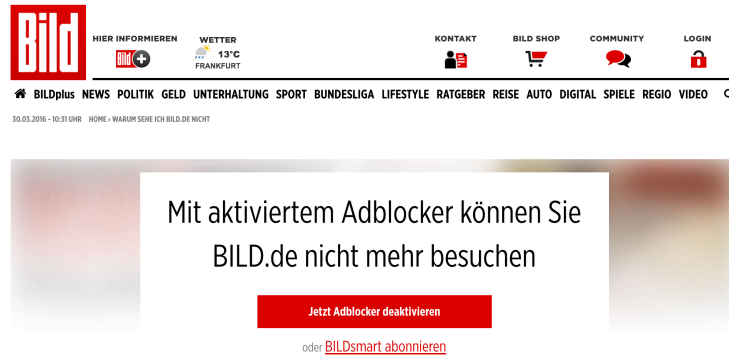 Bild
HIER INFORMIEREN
Bild +
WETTER
13°C
FRANKFURT
KONTAKT
BILD SHOP
COMMUNITY
LOGIN
BILDplus NEWS POLITIK GELD UNTERHALTUNG SPORT BUNDESLIGA LIFESTYLE RATGEBER REISE AUTO DIGITAL SPIELE REGIO VIDEO
30.03.2016 - 10:31 UHR HOME › WARUM SEHE ICH BILD.DE NICHT
Mit aktiviertem Adblocker können Sie
BILD.de nicht mehr besuchen
Jetzt Adblocker deaktivieren
oder BILDsmart abonnieren